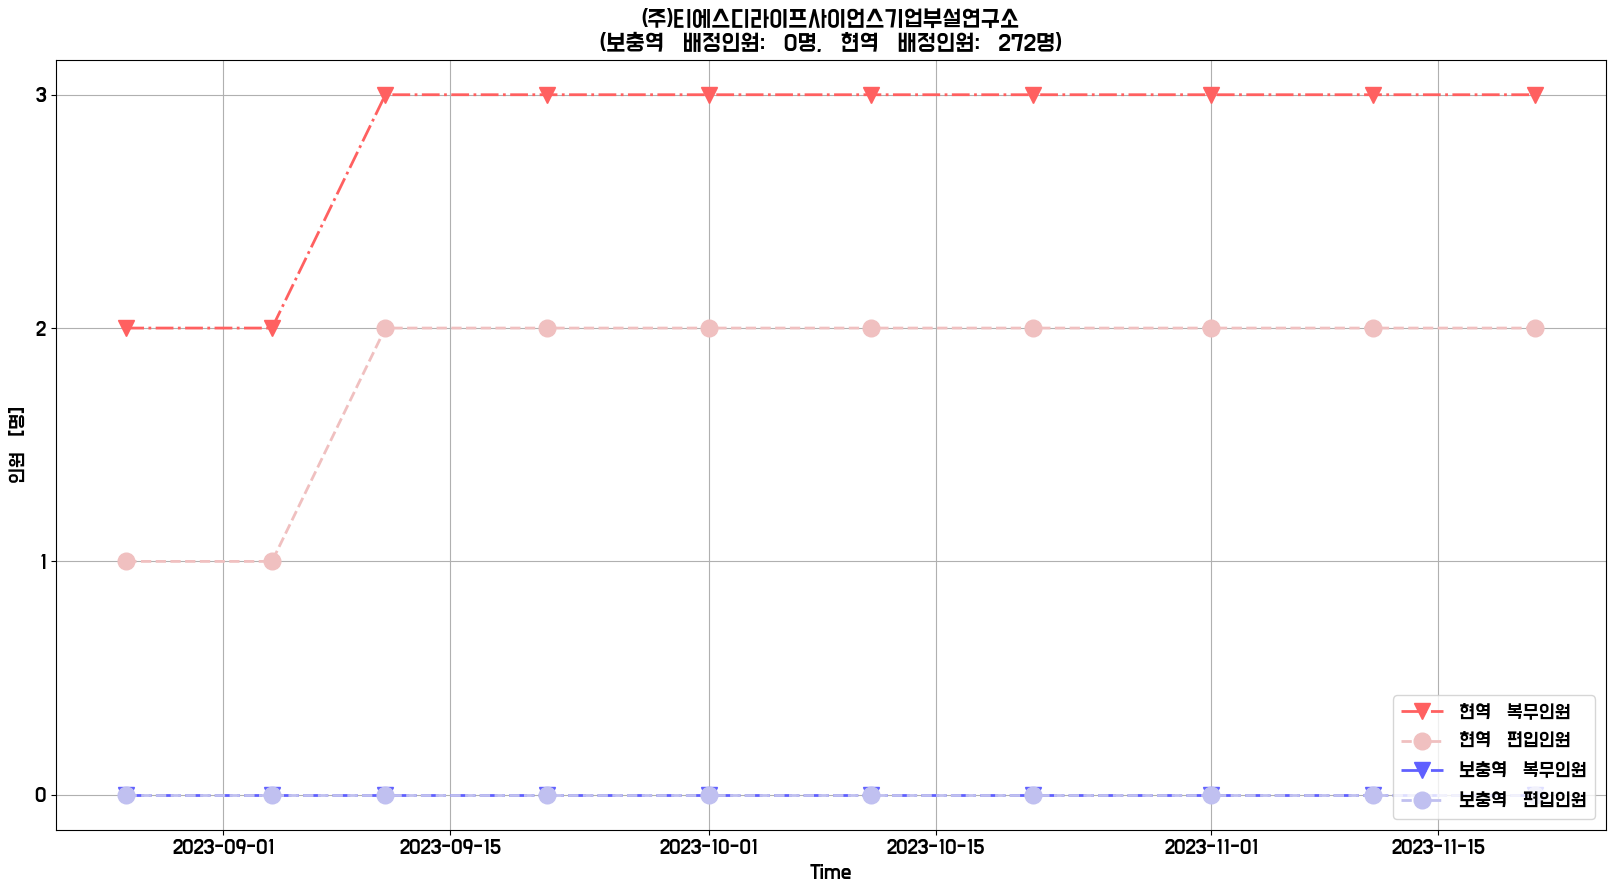 (주)티에스디라이프사이언스기업부설연구소
(보충역 배정인원: 0명, 현역 배정인원: 272명)
인원 [명]
3
2
1
0
2023-09-01
2023-09-15
2023-10-01
2023-10-15
2023-11-01
2023-11-15
Time
현역 복무인원
현역 편입인원
보충역 복무인원
보충역 편입인원